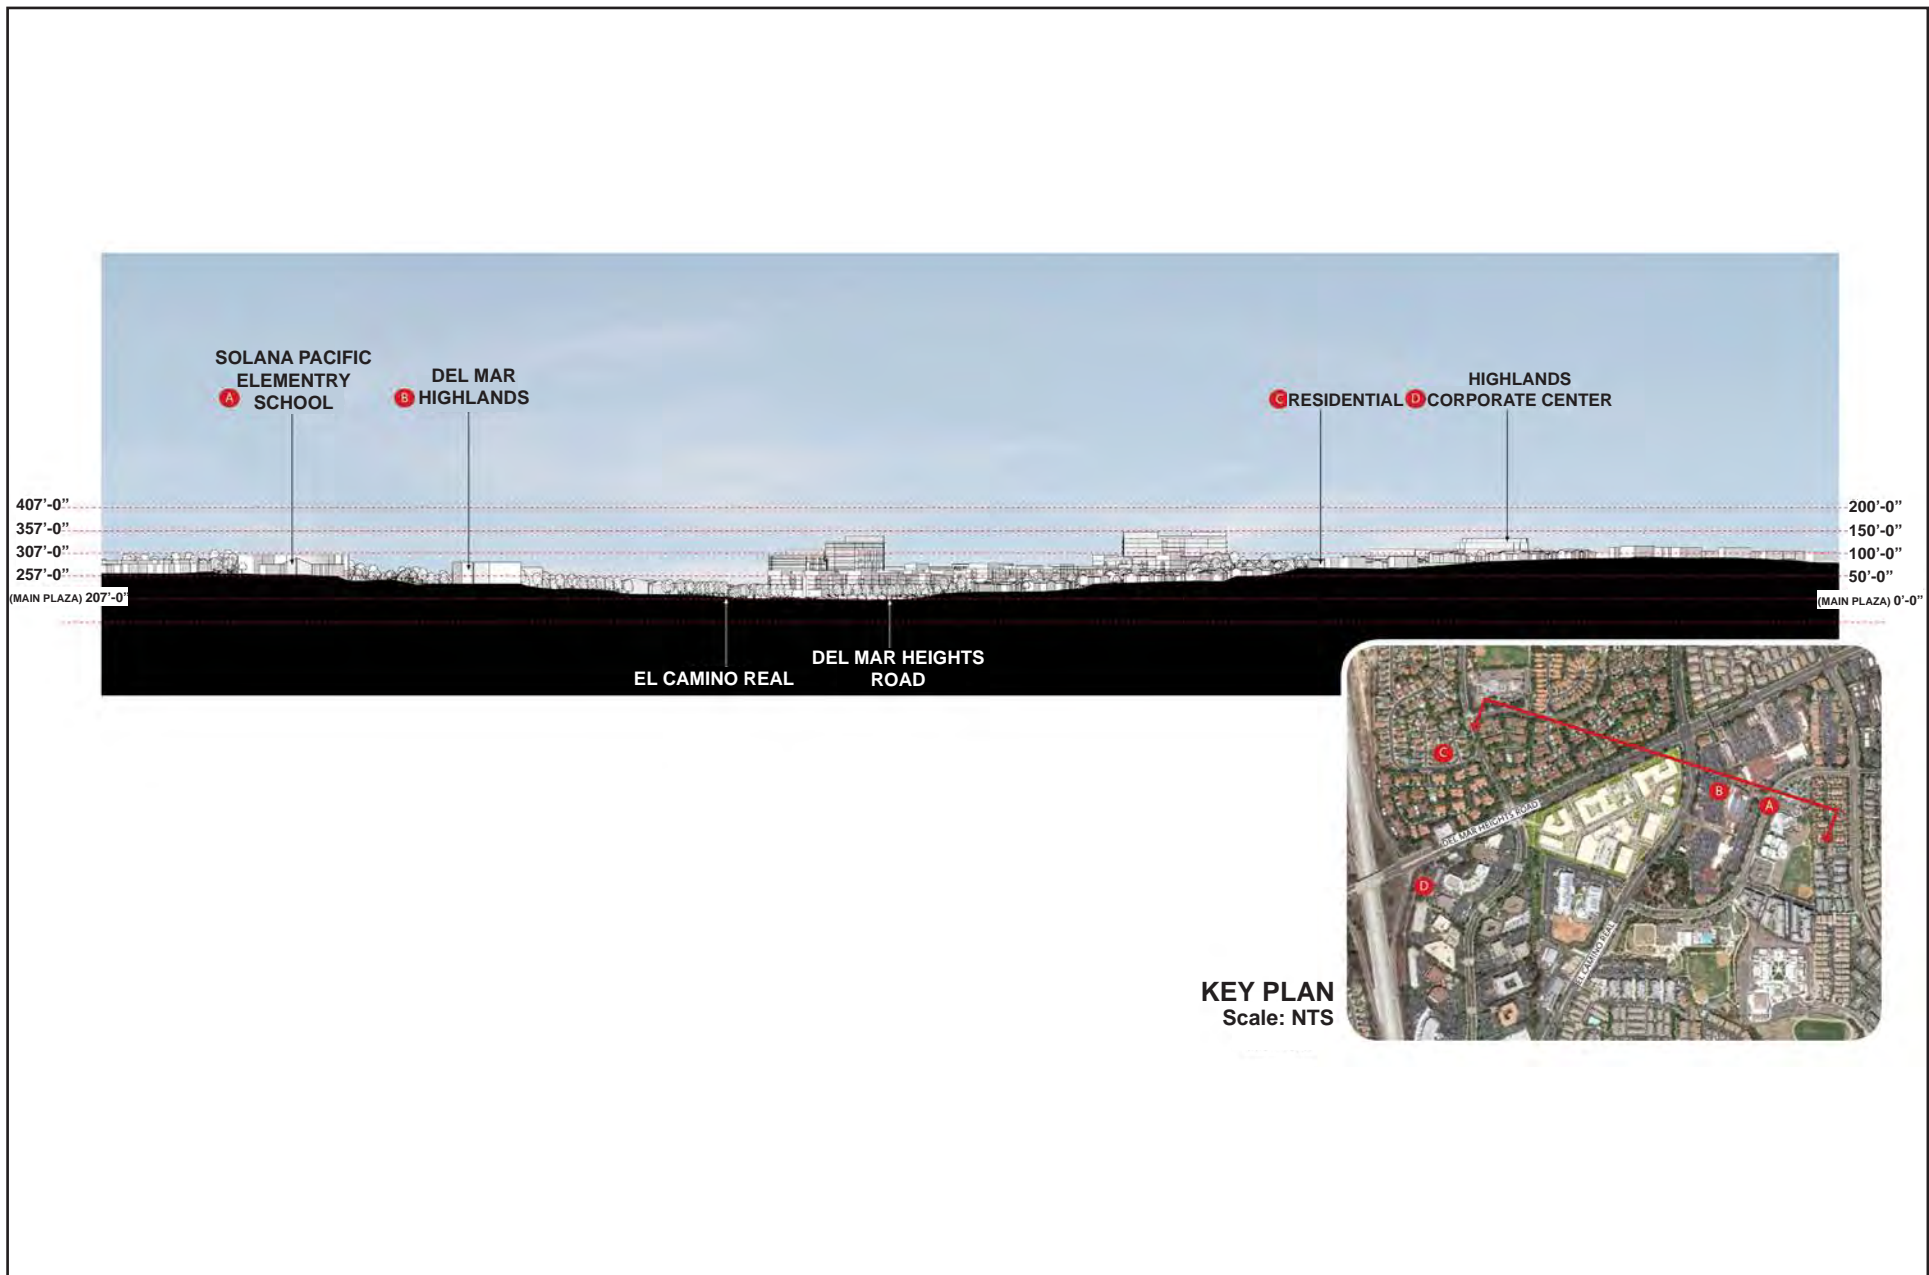 SOLANA PACIFIC
ELEMENTRY
A SCHOOL
DEL MAR
B HIGHLANDS
C RESIDENTIAL
HIGHLANDS
D CORPORATE CENTER
407’-0”
357’-0”
307’-0”
257’-0”
(MAIN PLAZA) 207’-0”
200’-0”
150’-0”
100’-0”
50’-0”
(MAIN PLAZA) 0’-0”
EL CAMINO REAL
DEL MAR HEIGHTS
ROAD
C
B
A
DEL MAR HEIGHTS ROAD
D
EL CAMINO REAL
KEY PLAN
Scale: NTS